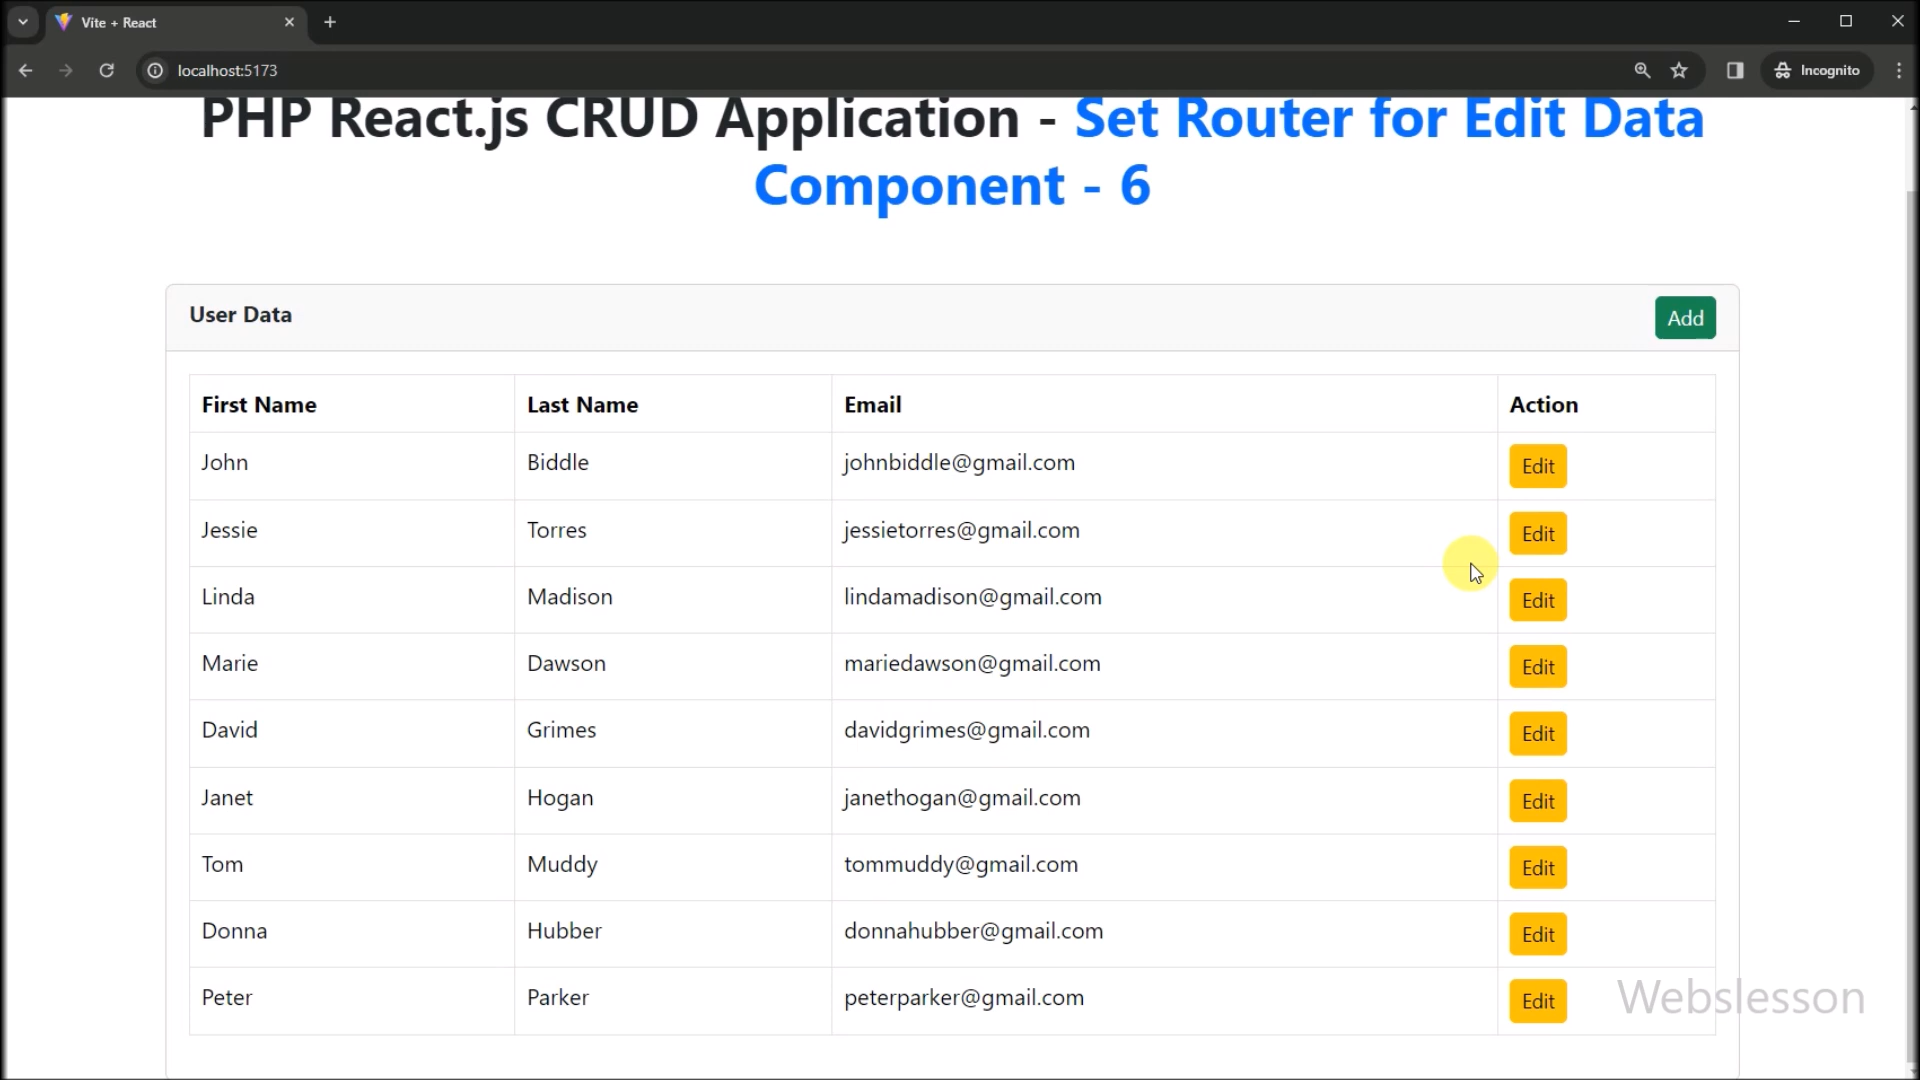 Vite + React
localhost:5173
Incognito
PHP React.js CRUD Application - Set Router for Edit Data
Component - 6
User Data
Add
First Name Last Name Email Action
John Biddle johnbiddle@gmail.com Edit
Jessie Torres jessietorres@gmail.com Edit
Linda Madison lindamadison@gmail.com Edit
Marie Dawson mariedawson@gmail.com Edit
David Grimes davidgrimes@gmail.com Edit
Janet Hogan janethogan@gmail.com Edit
Tom Muddy tommuddy@gmail.com Edit
Donna Hubber donnahubber@gmail.com Edit
Peter Parker peterparker@gmail.com Edit
Webslesson